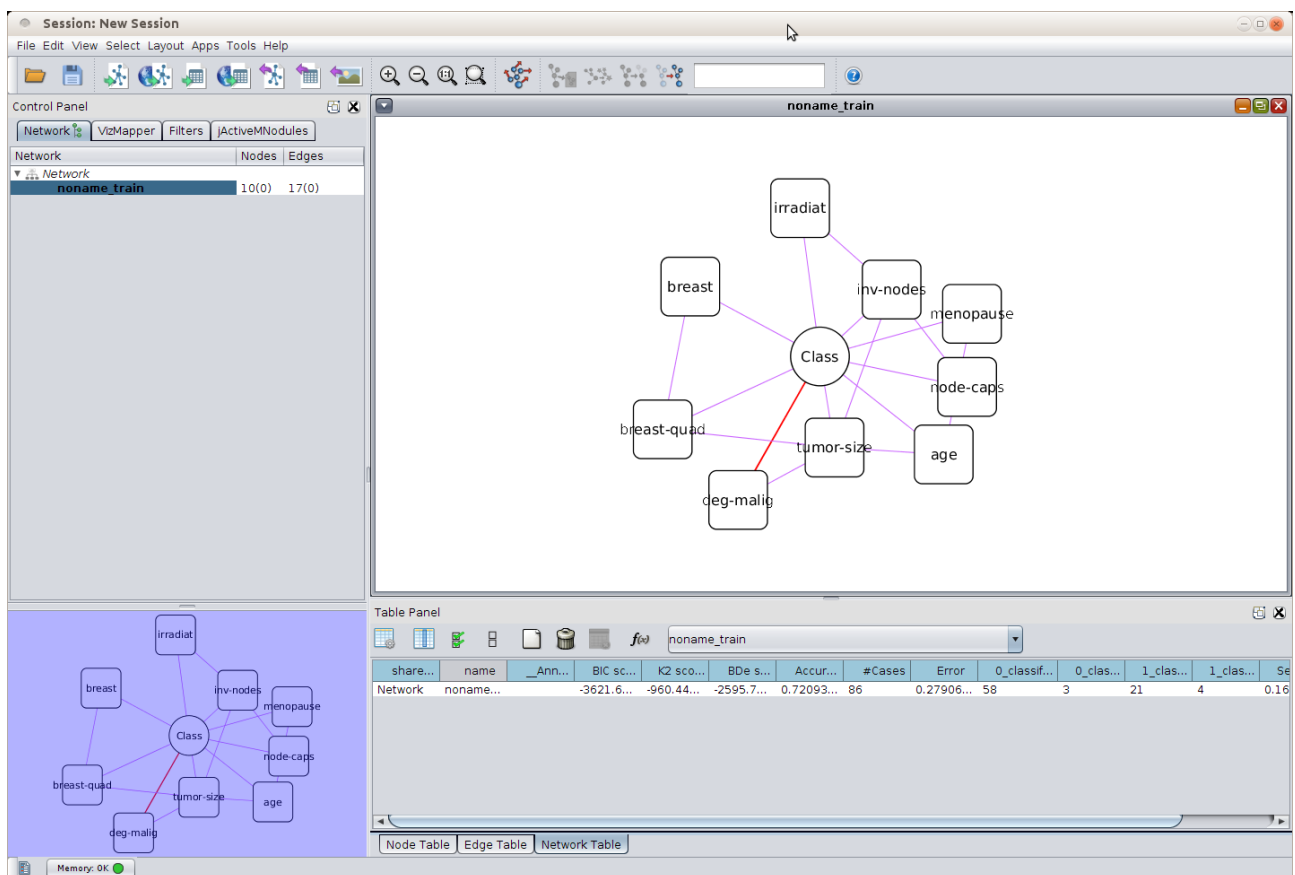 Session: New Session
File Edit View Select Layout Apps Tools Help
1:1
?
Control Panel
Network VizMapper Filters jActiveMNodules
Network Nodes Edges
Network
noname_train 10(0) 17(0)
noname_train
irradiat
breast
inv-nodes
menopause
Class
node-caps
breast-quad
tumor-size
age
deg-malig
irradiat
breast
inv-nodes
menopause
Class
node-caps
breast-quad
tumor-size
age
deg-malig
Table Panel
f(x) noname_train
share... name __Ann... BIC sc... K2 sco... BDe s... Accur... #Cases Error 0_classif... 0_clas... 1_clas... 1_clas... Se
Network noname... -3621.6... -960.44... -2595.7... 0.72093... 86 0.27906... 58 3 21 4 0.16
Node Table Edge Table Network Table
Memory: OK